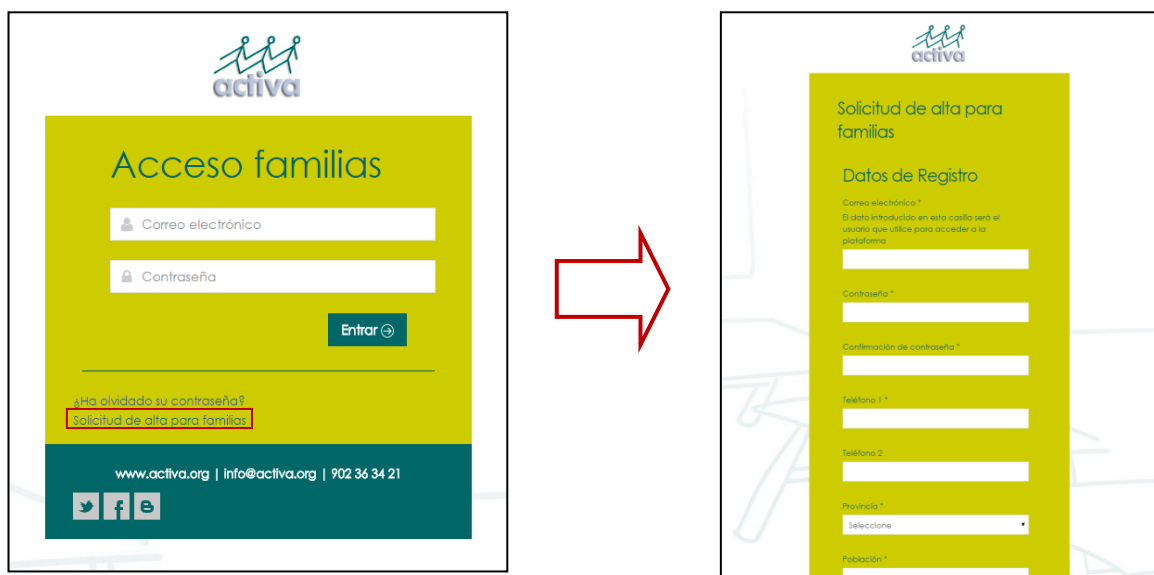 activa
Acceso familias
Correo electrónico
Contraseña
Entrar
¿Ha olvidado su contraseña?
Solicitud de alta para familias
www.activa.org | info@activa.org | 902 36 34 21
activa
Solicitud de alta para
familias
Datos de Registro
Correo electrónico *
El dato introducido en esta casilla será el
usuario que utilice para acceder a la
plataforma
Contraseña *
Confirmación de contraseña *
Teléfono 1 *
Teléfono 2
Provincia *
Seleccione
Población *